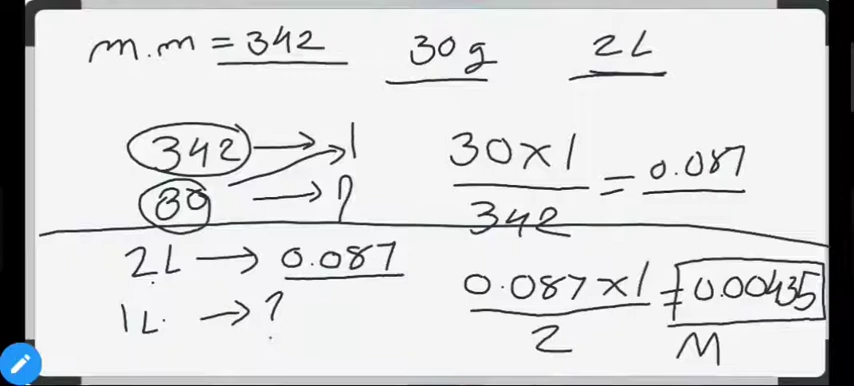 m.m = 342 30g 2L
342 → 1
30 → ?
30 x 1 / 342 = 0.087
2L → 0.087
1L. → ?
0.087 x 1 / 2 = 0.00435
M